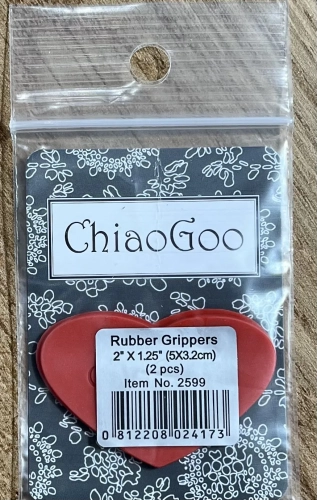 ChiaoGoo
Rubber Grippers
2" X 1.25" (5X3.2cm)
(2 pcs)
Item No. 2599
0 812208 024173